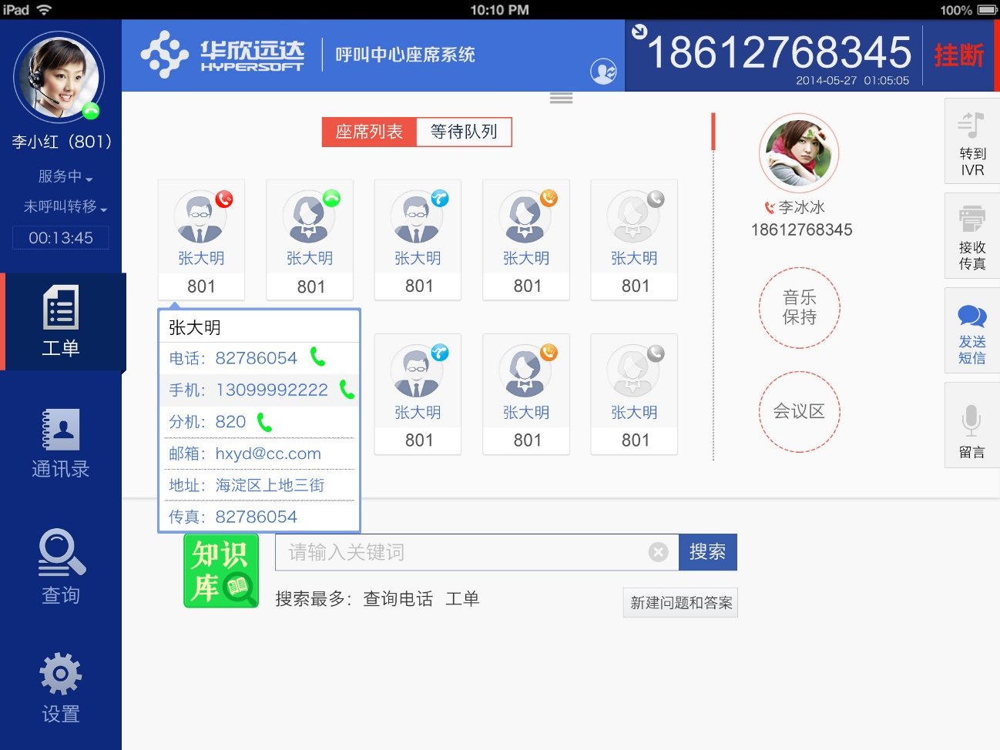 iPad 10:10 PM 100%
华欣远达
HYPERSOFT
呼叫中心座席系统
18612768345
2014-05-27 01:05:05
挂断
李小红（801）
服务中
未呼叫转移
00:13:45
工单
通讯录
查询
设置
座席列表 等待队列
张大明 张大明 张大明 张大明 张大明
801 801 801 801 801
张大明
电话：82786054
手机：13099992222
分机：820
邮箱：hxyd@cc.com
地址：海淀区上地三街
传真：82786054
张大明 张大明 张大明
801 801 801
李冰冰
18612768345
音乐
保持
会议区
转到
IVR
接收
传真
发送
短信
留言
知识
库
请输入关键词 搜索
搜索最多：查询电话 工单
新建问题和答案